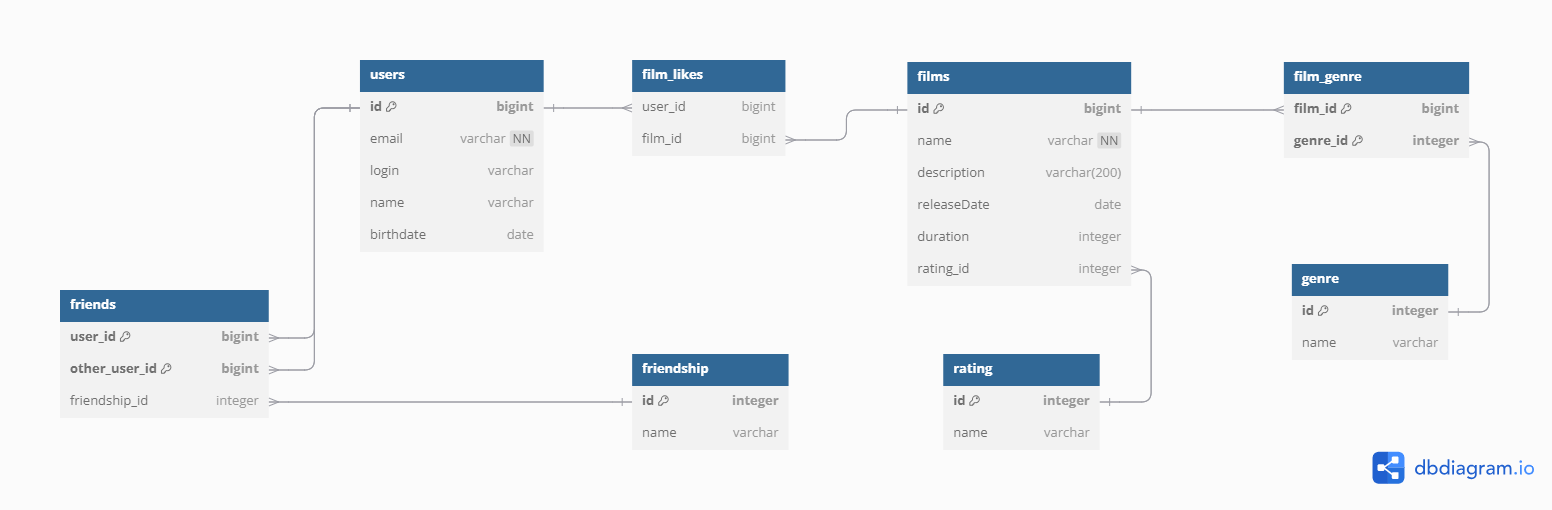 users
id bigint
email varchar NN
login varchar
name varchar
birthdate date
film_likes
user_id bigint
film_id bigint
films
id bigint
name varchar NN
description varchar(200)
releaseDate date
duration integer
rating_id integer
film_genre
film_id bigint
genre_id integer
friends
user_id bigint
other_user_id bigint
friendship_id integer
friendship
id integer
name varchar
rating
id integer
name varchar
genre
id integer
name varchar
dbdiagram.io